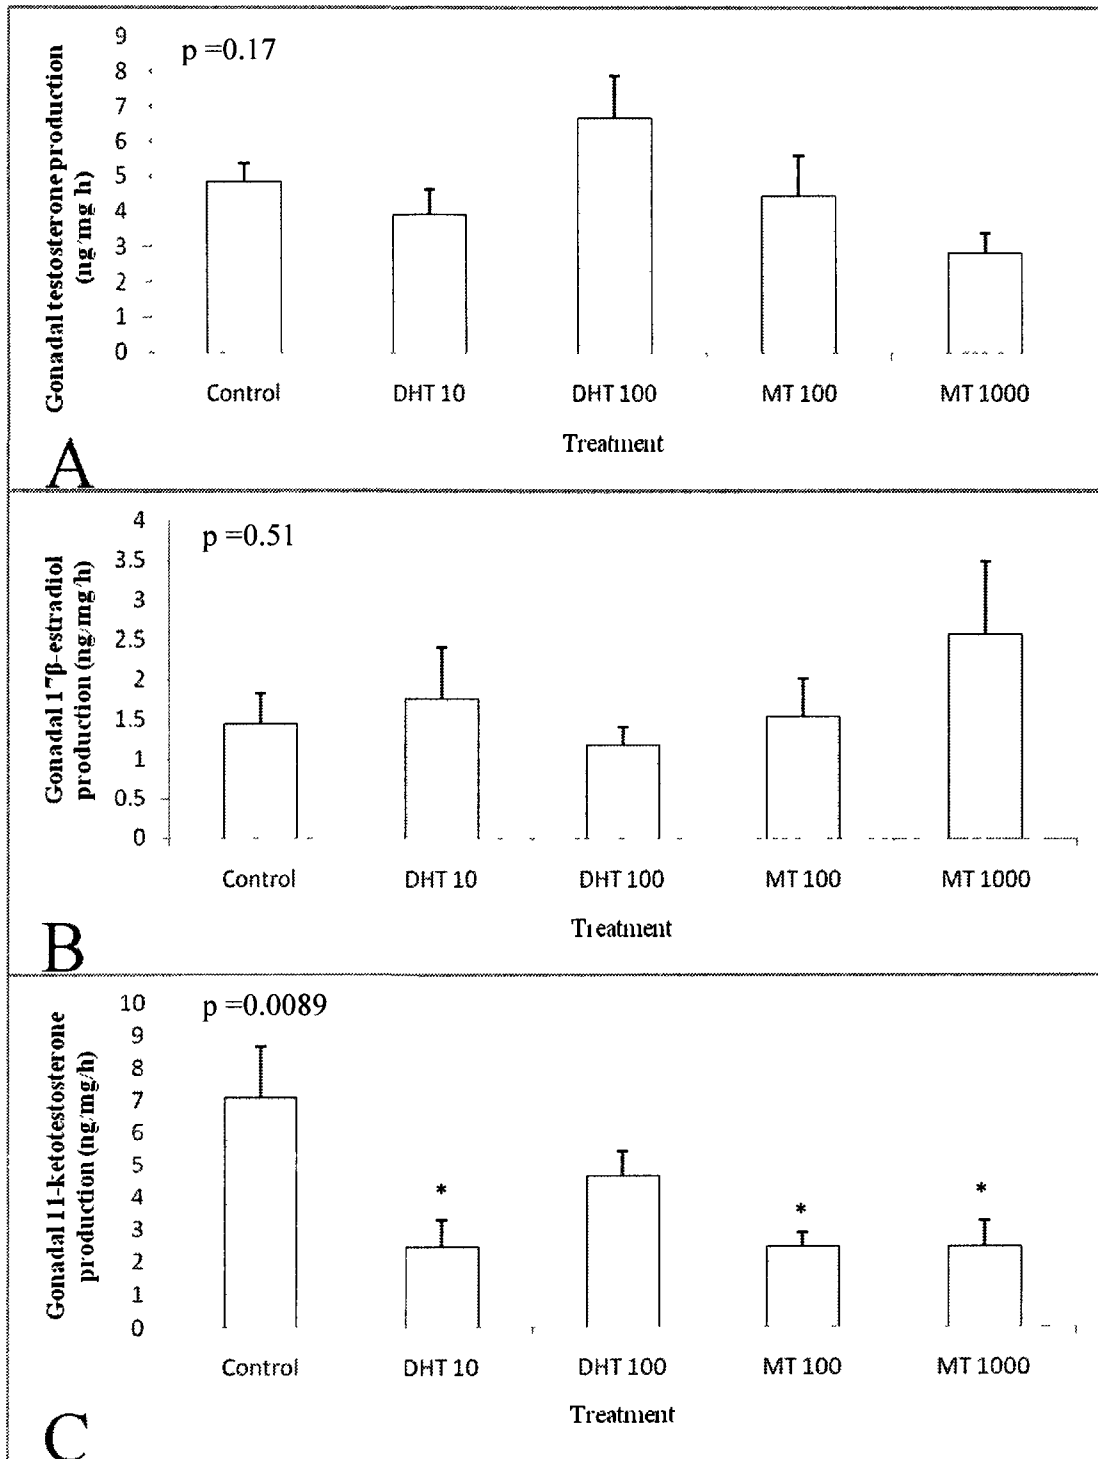 Gonadal testosterone production
(ng/mg h)
9
8
7
6
5
4
3
2
1
0
p =0.17
Control DHT 10 DHT 100 MT 100 MT 1000
Treatment
A
Gonadal 17β-estradiol
production (ng/mg/h)
4
3.5
3
2.5
2
1.5
1
0.5
0
p =0.51
Control DHT 10 DHT 100 MT 100 MT 1000
Treatment
B
Gonadal 11-ketotestosterone
production (ng/mg/h)
10
9
8
7
6
5
4
3
2
1
0
p =0.0089
* * *
Control DHT 10 DHT 100 MT 100 MT 1000
Treatment
C